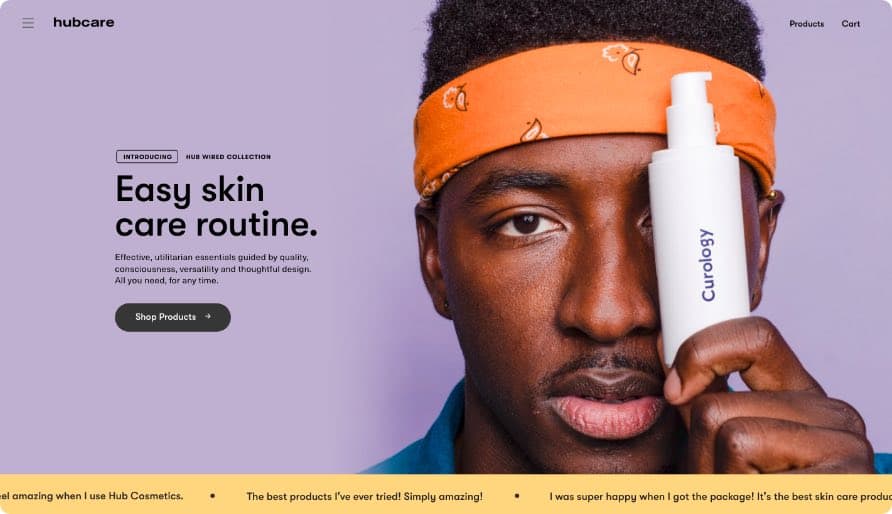 hubcare
Products
Cart
INTRODUCING
HUB WIRED COLLECTION
Easy skin
care routine.
Effective, utilitarian essentials guided by quality,
consciousness, versatility and thoughtful design.
All you need, for any time.
Shop Products →
Curology
amazing when I use Hub Cosmetics. • The best products I've ever tried! Simply amazing! • I was super happy when I got the package! It's the best skin care